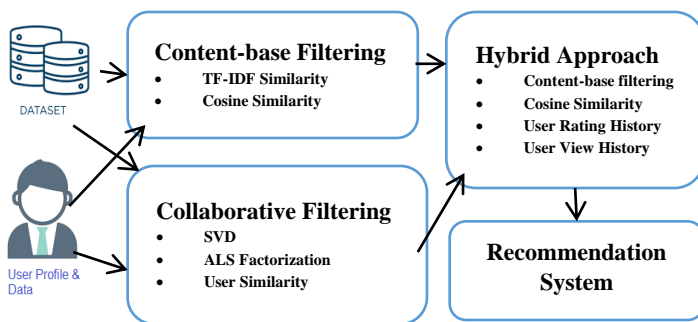 DATASET
User Profile &
Data
Content-base Filtering
• TF-IDF Similarity
• Cosine Similarity
Collaborative Filtering
• SVD
• ALS Factorization
• User Similarity
Hybrid Approach
• Content-base filtering
• Cosine Similarity
• User Rating History
• User View History
Recommendation
System